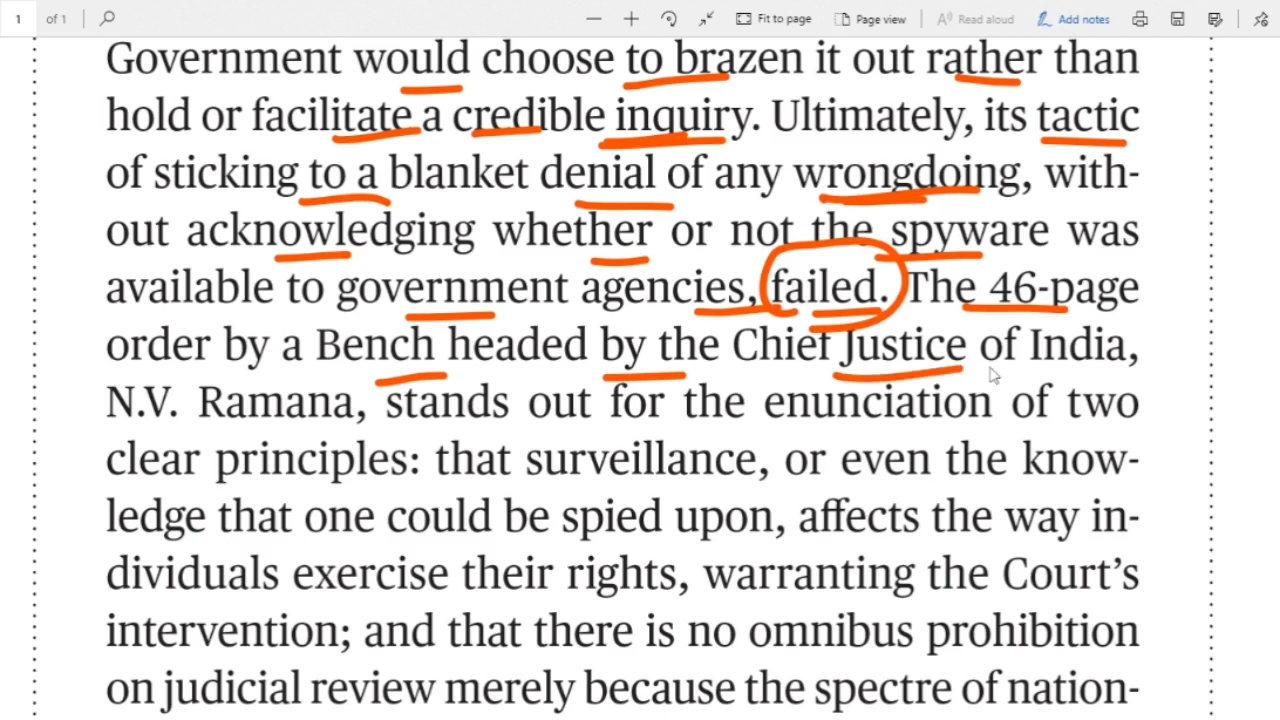 1 of 1 Fit to page Page view Read aloud Add notes
Government would choose to brazen it out rather than
hold or facilitate a credible inquiry. Ultimately, its tactic
of sticking to a blanket denial of any wrongdoing, with-
out acknowledging whether or not the spyware was
available to government agencies, failed. The 46-page
order by a Bench headed by the Chief Justice of India,
N.V. Ramana, stands out for the enunciation of two
clear principles: that surveillance, or even the know-
ledge that one could be spied upon, affects the way in-
dividuals exercise their rights, warranting the Court’s
intervention; and that there is no omnibus prohibition
on judicial review merely because the spectre of nation-